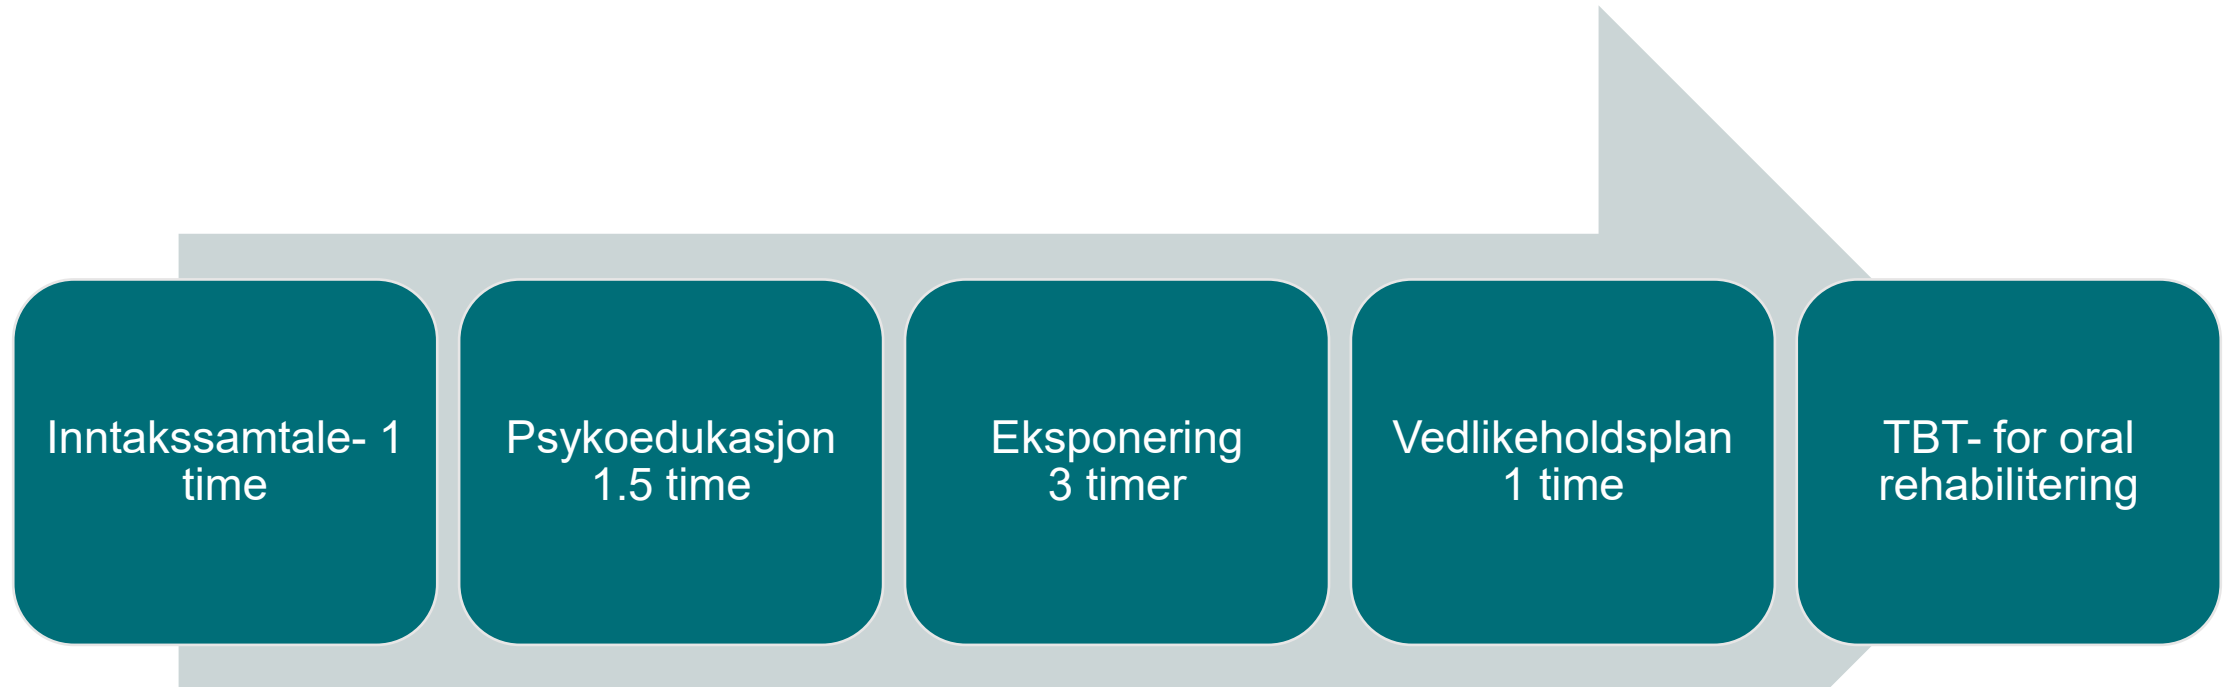 Inntakssamtale- 1
time
Psykoedukasjon
1.5 time
Eksponering
3 timer
Vedlikeholdsplan
1 time
TBT- for oral
rehabilitering